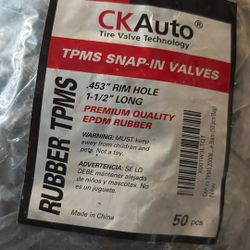 CKAuto®
Tire Valve Technology
TPMS SNAP-IN VALVES
RUBBER TPMS
.453" RIM HOLE
1-1/2" LONG
PREMIUM QUALITY
EPDM RUBBER
WARNING: MUST keep
away from children and
pets. Not a toy.
ADVERTENCIA: SE LO
DEBE mantener alejado
de niños y mascotas. No
es un juguete.
Made in China
50 pcs
New